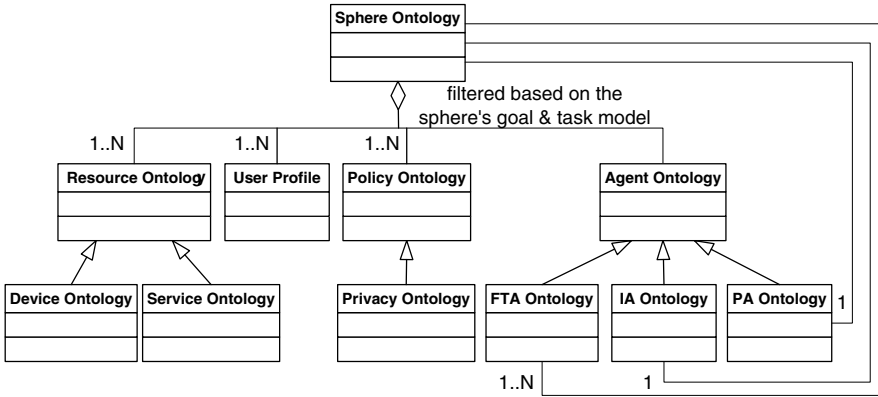 Sphere Ontology
filtered based on the
sphere's goal & task model
1..N 1..N 1..N
Resource Ontology User Profile Policy Ontology Agent Ontology
Device Ontology Service Ontology Privacy Ontology FTA Ontology IA Ontology PA Ontology 1
1..N 1